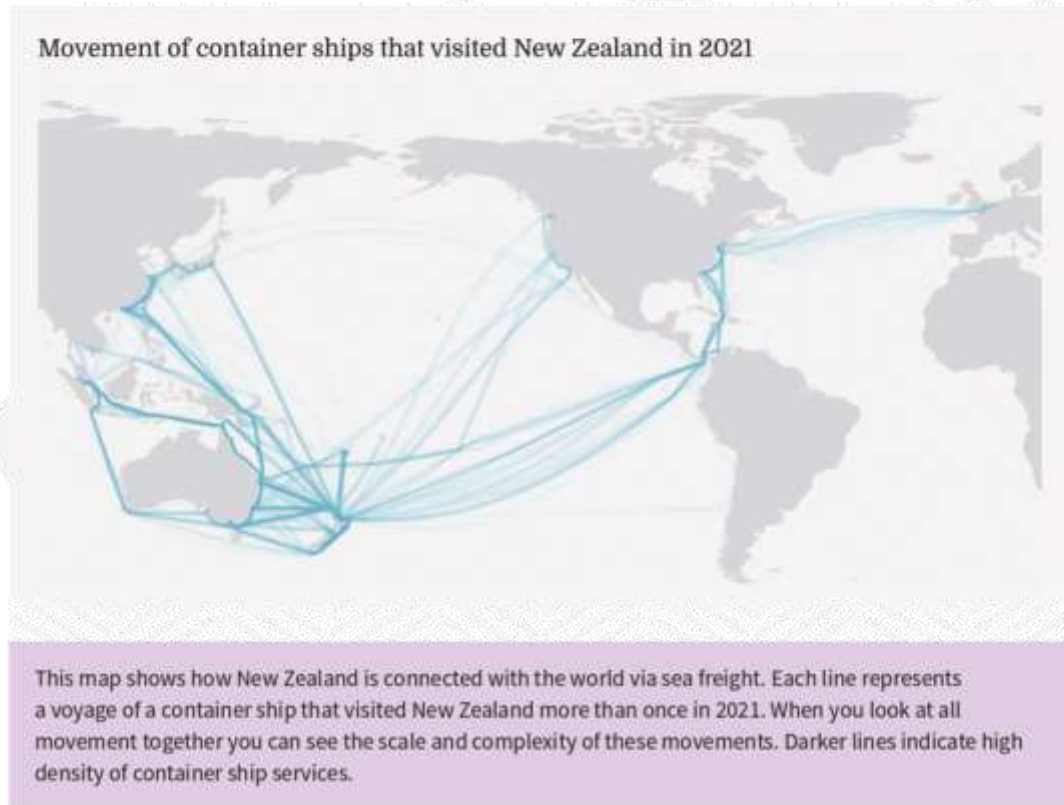 Movement of container ships that visited New Zealand in 2021
This map shows how New Zealand is connected with the world via sea freight. Each line represents
a voyage of a container ship that visited New Zealand more than once in 2021. When you look at all
movement together you can see the scale and complexity of these movements. Darker lines indicate high
density of container ship services.